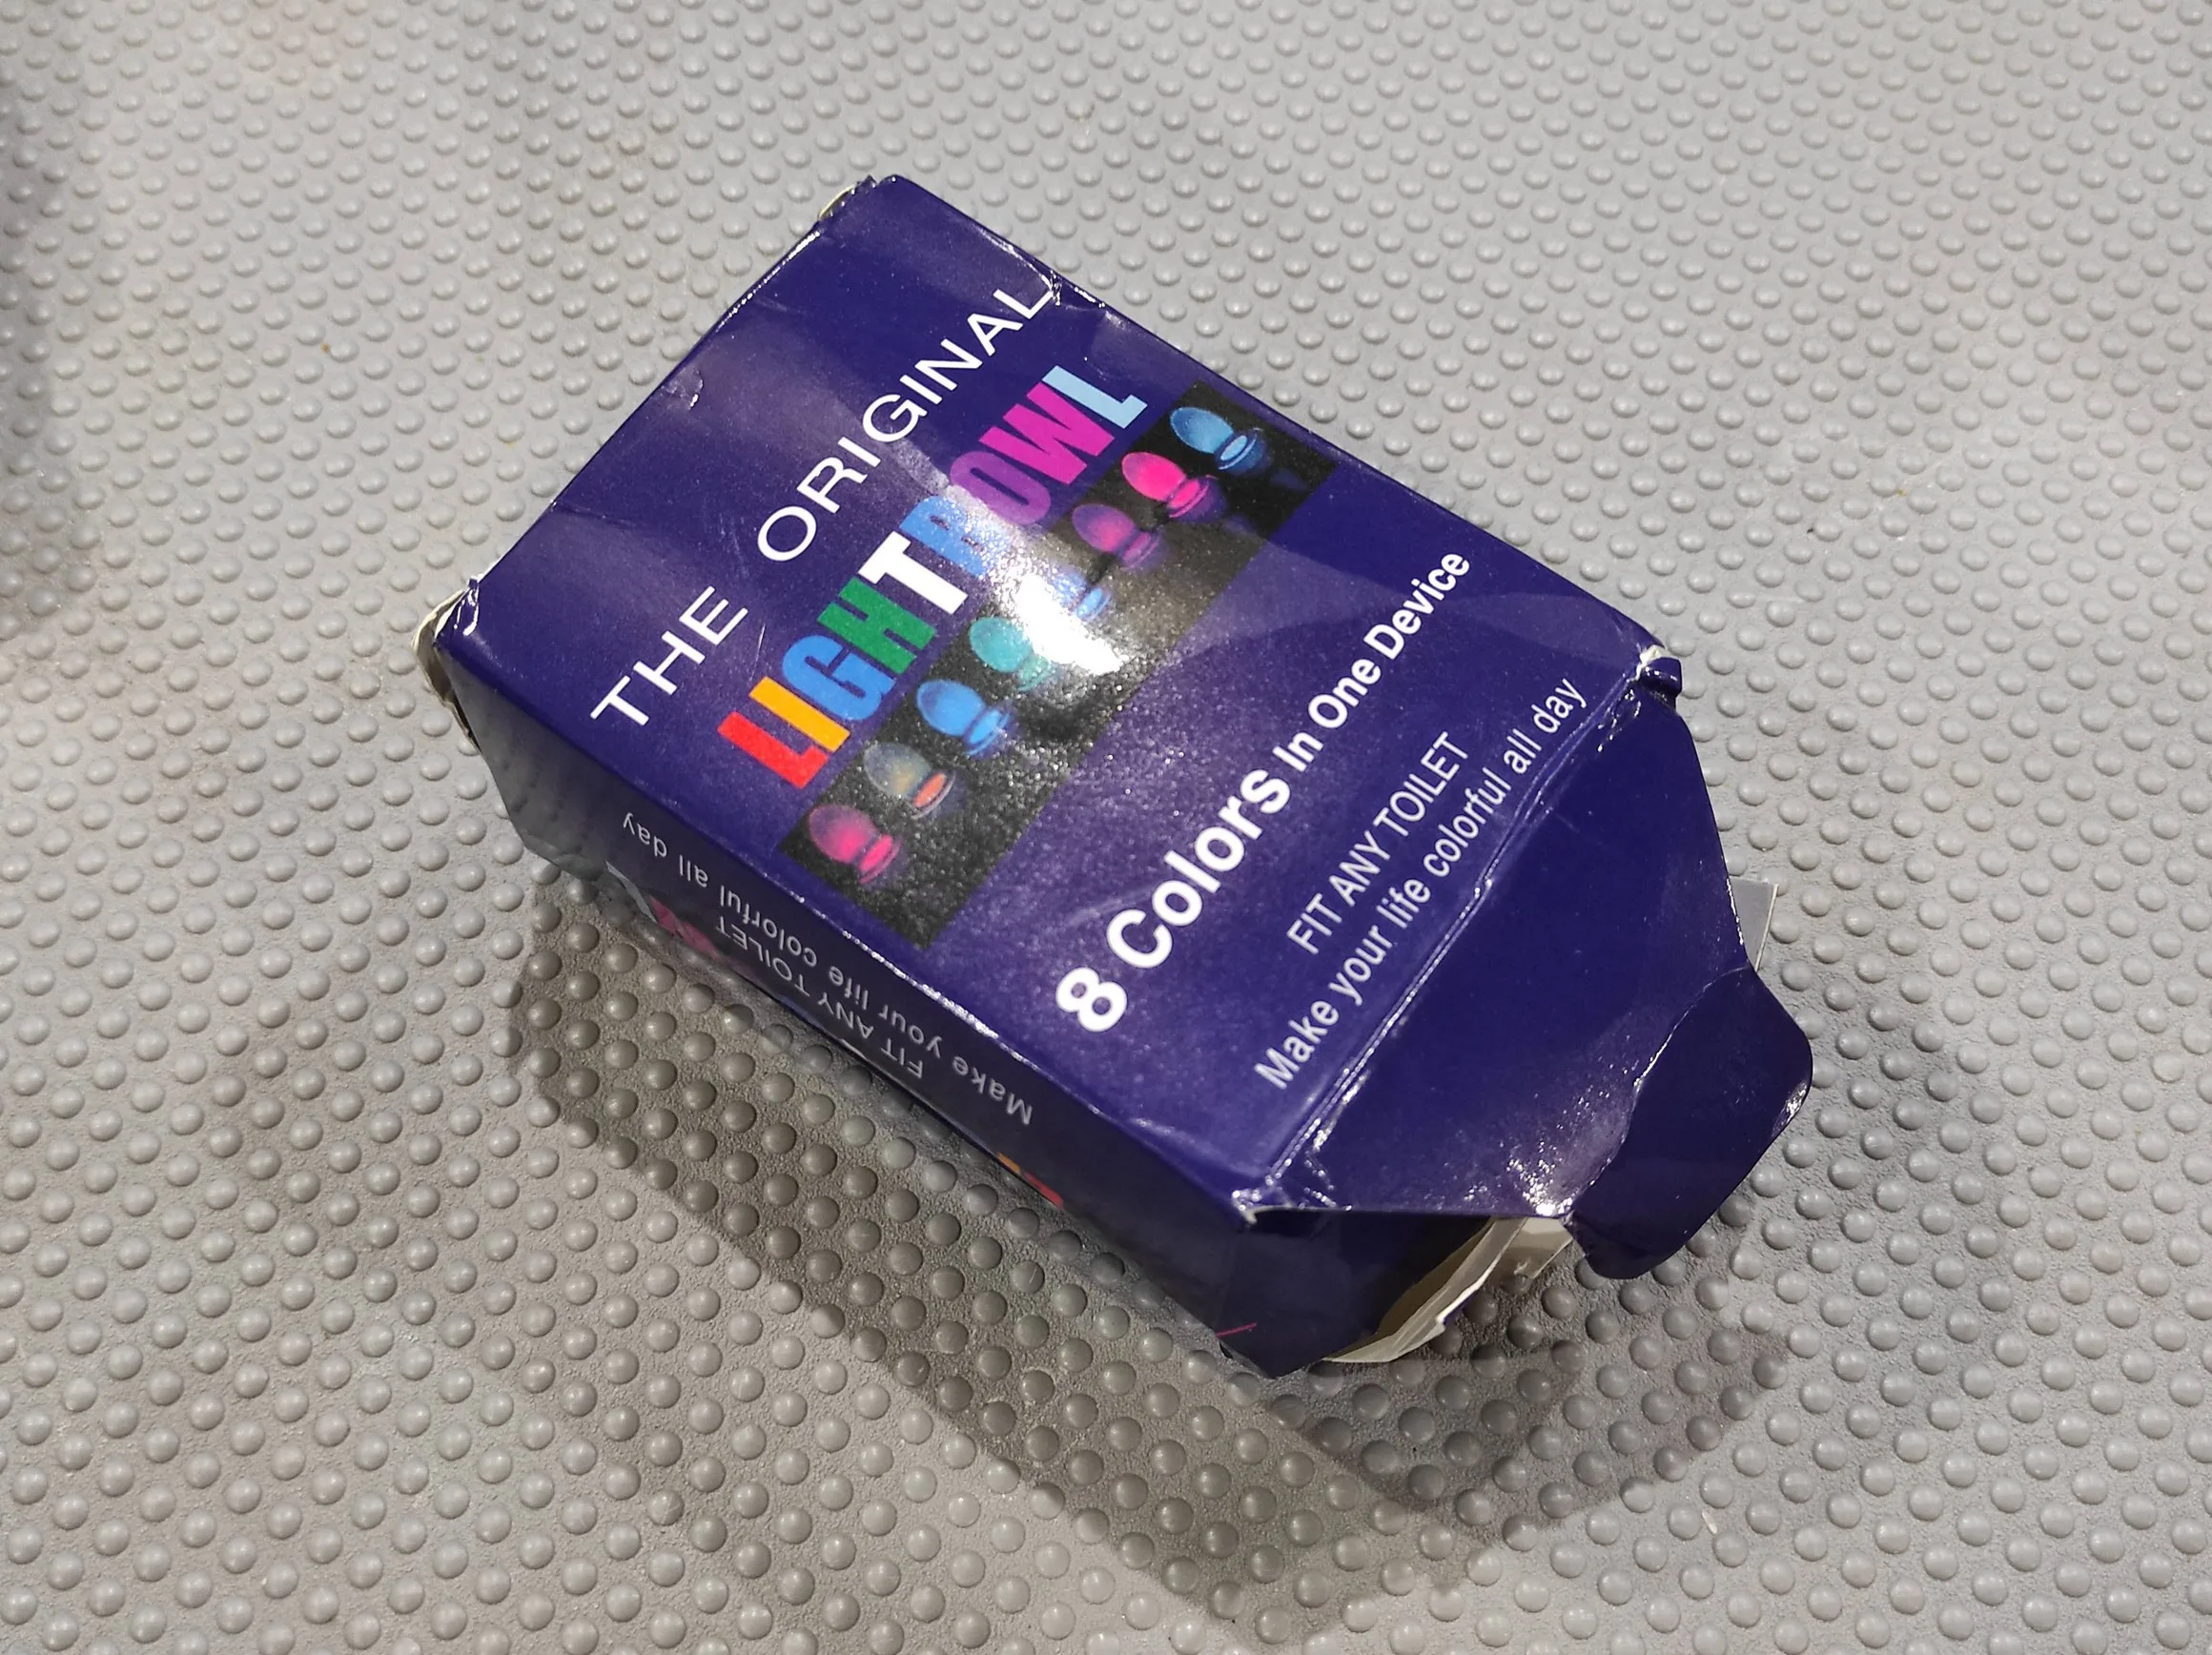 THE ORIGINAL
LIGHTBOWL
8 Colors In One Device
FIT ANY TOILET
Make your life colorful all day
FIT ANY TOILET
Make your life colorful all day